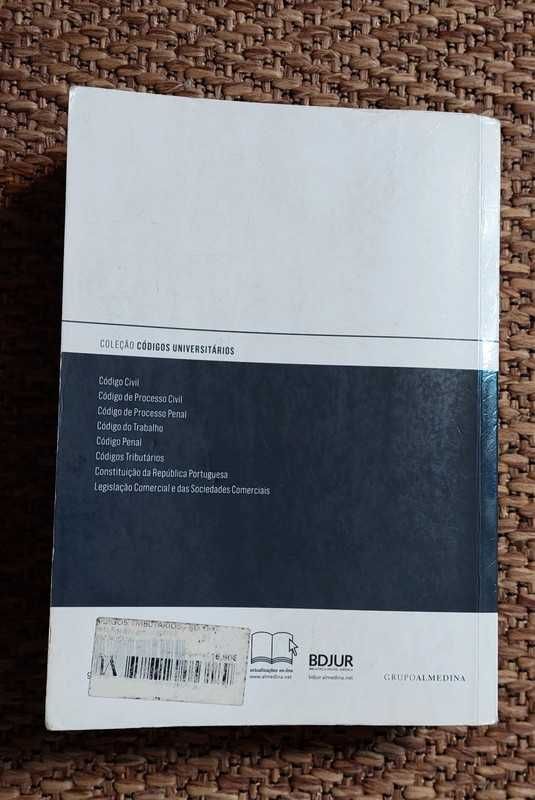 COLEÇÃO CÓDIGOS UNIVERSITÁRIOS
Código Civil
Código de Processo Civil
Código de Processo Penal
Código do Trabalho
Código Penal
Códigos Tributários
Constituição da República Portuguesa
Legislação Comercial e das Sociedades Comerciais
TRIBUTARIOS
atualizações on-line
www.almedina.net
BDJUR
bdjur.almedina.net
GRUPOALMEDINA